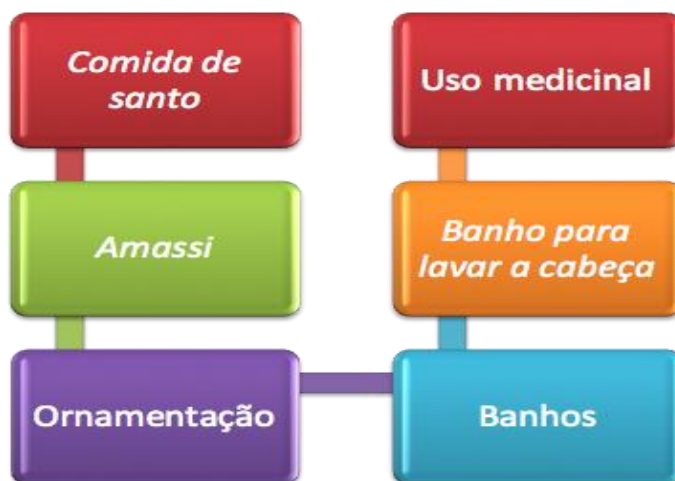 Comida de
santo
Amassi
Ornamentação
Banhos
Banho para
lavar a cabeça
Uso medicinal